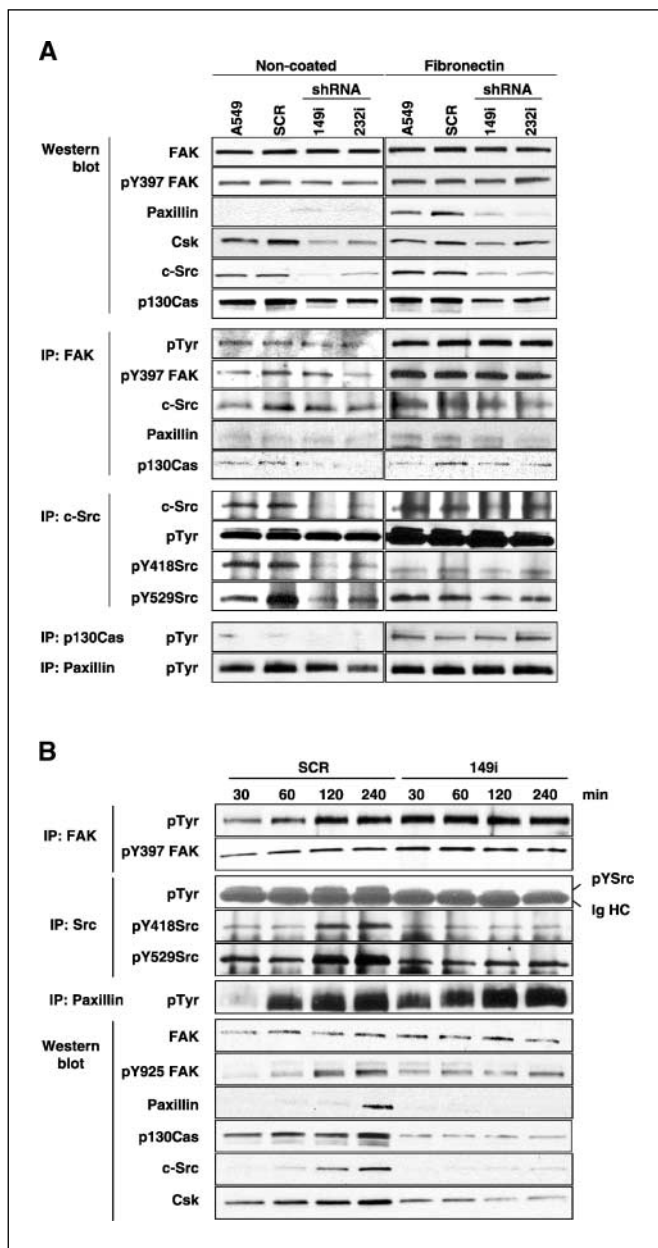 A
Non-coated Fibronectin
shRNA shRNA
A549 SCR 149i 232i A549 SCR 149i 232i
Western blot
FAK
pY397 FAK
Paxillin
Csk
c-Src
p130Cas
IP: FAK
pTyr
pY397 FAK
c-Src
Paxillin
p130Cas
IP: c-Src
c-Src
pTyr
pY418Src
pY529Src
IP: p130Cas pTyr
IP: Paxillin pTyr
B
SCR 149i
30 60 120 240 30 60 120 240 min
IP: FAK
pTyr
pY397 FAK
IP: Src
pTyr
pYSrc
Ig HC
pY418Src
pY529Src
IP: Paxillin pTyr
Western blot
FAK
pY925 FAK
Paxillin
p130Cas
c-Src
Csk